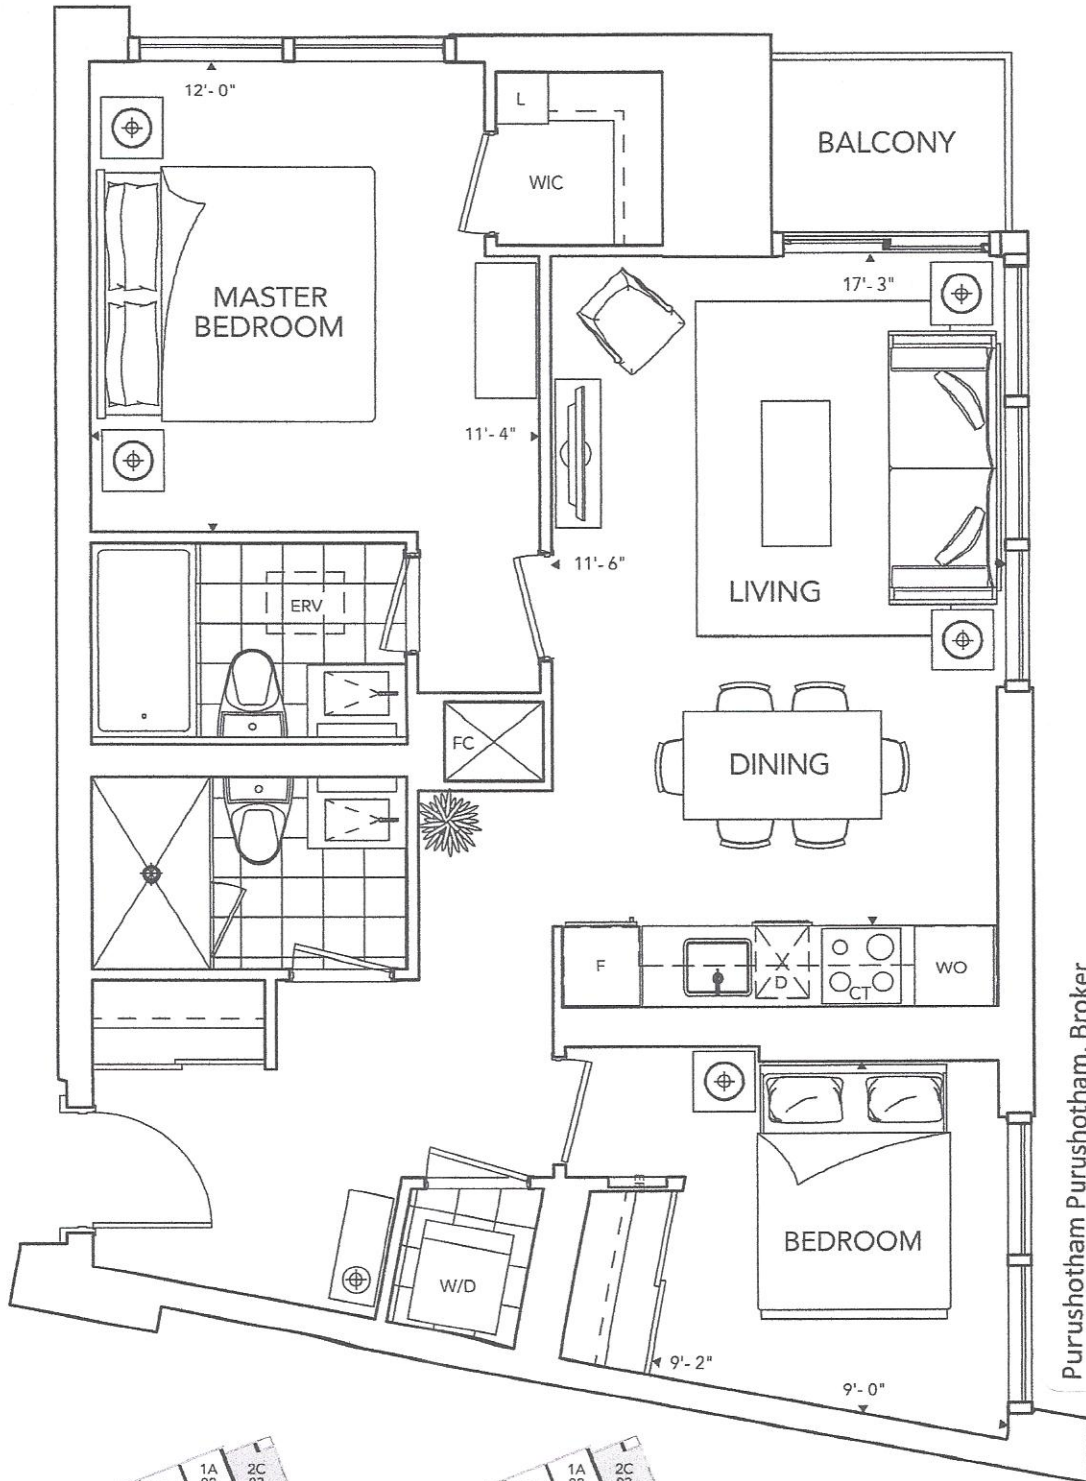 12'- 0"
L
BALCONY
WIC
17'- 3"
MASTER
BEDROOM
11'- 4"
11'- 6"
ERV
LIVING
FC
DINING
F
D
CT
WO
Purushotham Purushotham, Broker
BEDROOM
W/D
9'- 2"
9'- 0"
1A
2C
1A
2C